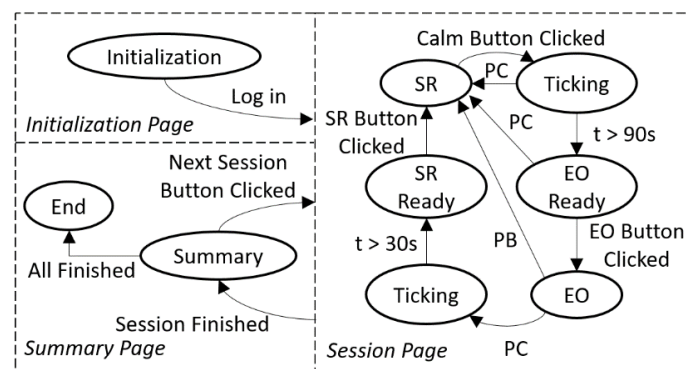 Initialization
Log in
Initialization Page
Next Session
Button Clicked
End
Summary
All Finished
Session Finished
Summary Page
Calm Button Clicked
SR
PC
Ticking
SR Button
Clicked
PC
t > 90s
SR
Ready
EO
Ready
t > 30s
PB
EO Button
Clicked
Ticking
EO
Session Page
PC